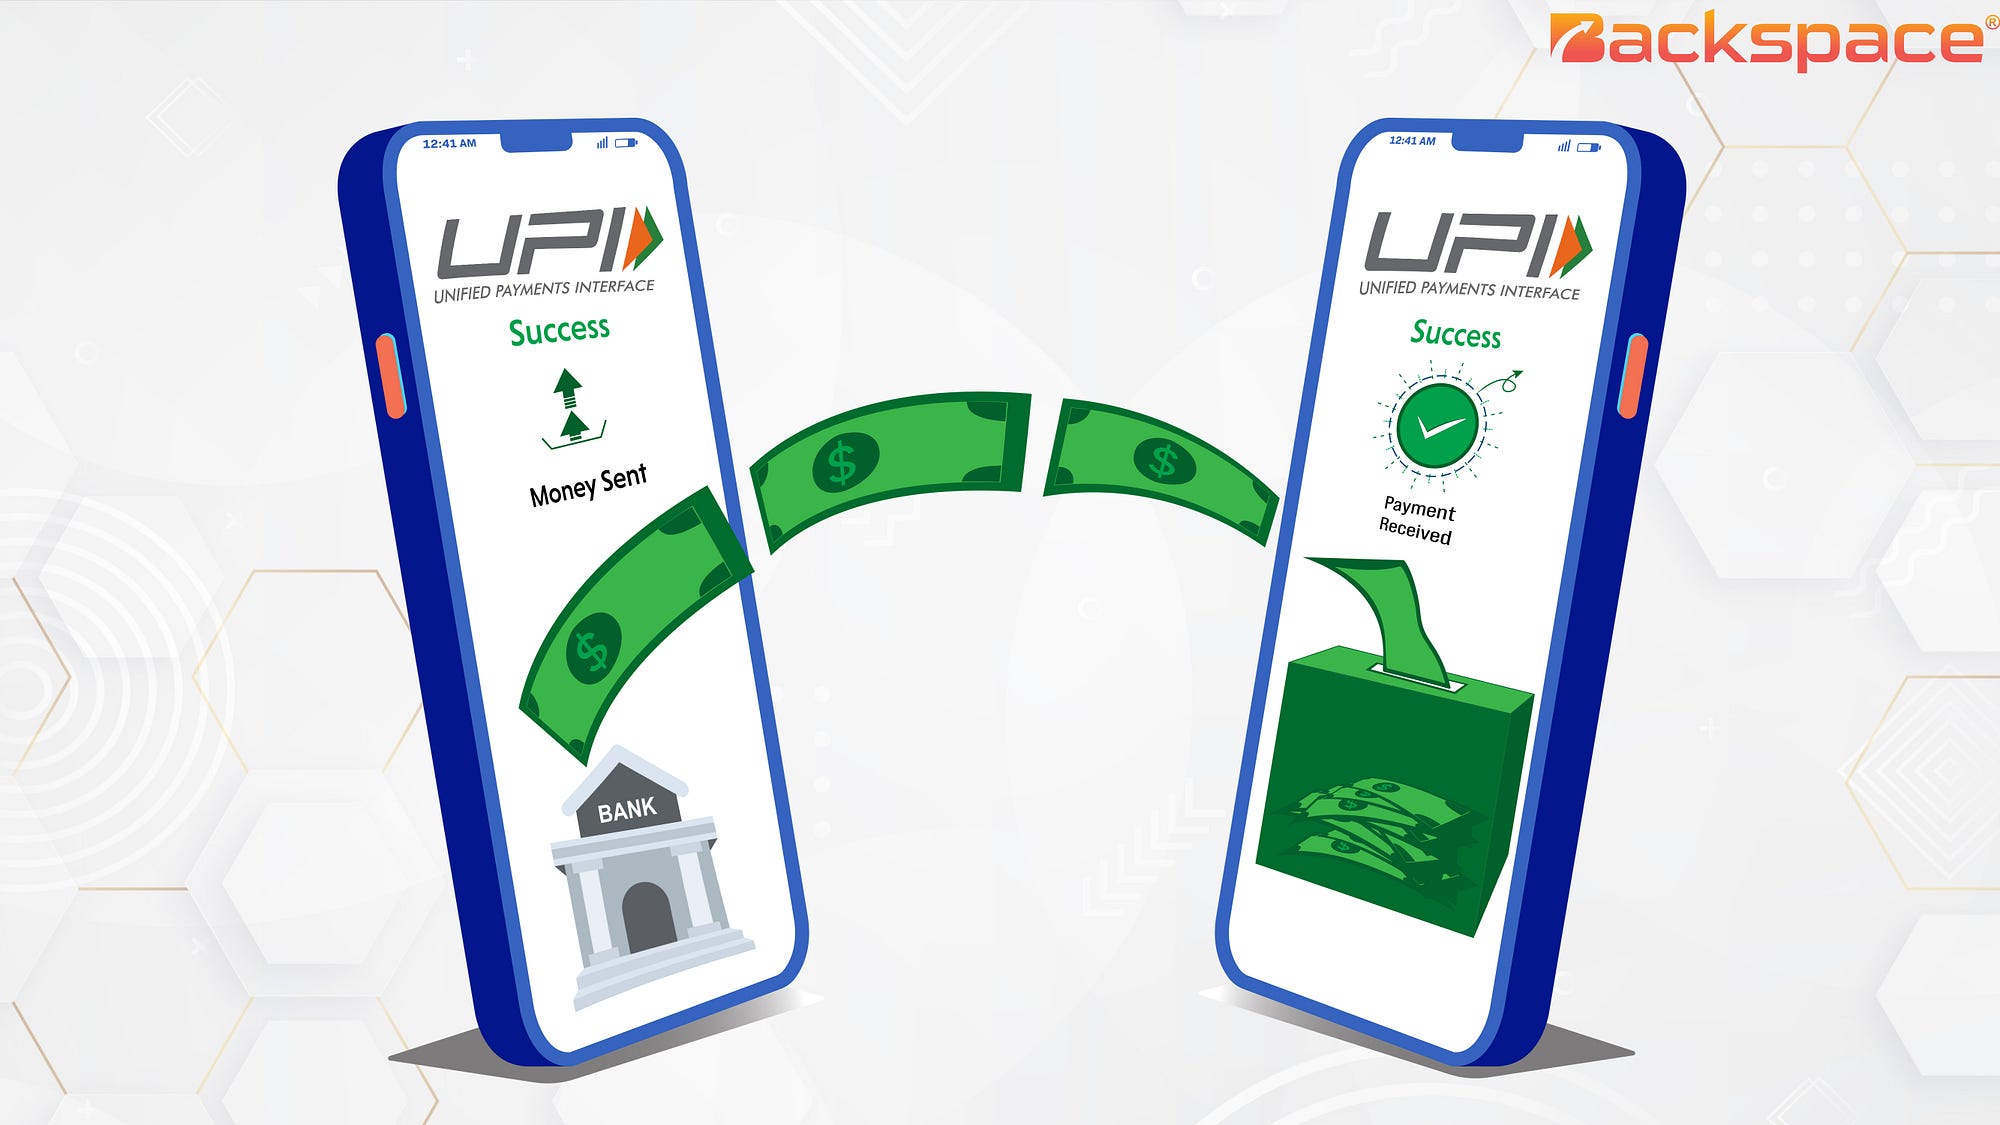 Backspace®
12:41 AM
UPI
UNIFIED PAYMENTS INTERFACE
Success
Money Sent
$
$
BANK
$
12:41 AM
UPI
UNIFIED PAYMENTS INTERFACE
Success
Payment
Received
$
$
$